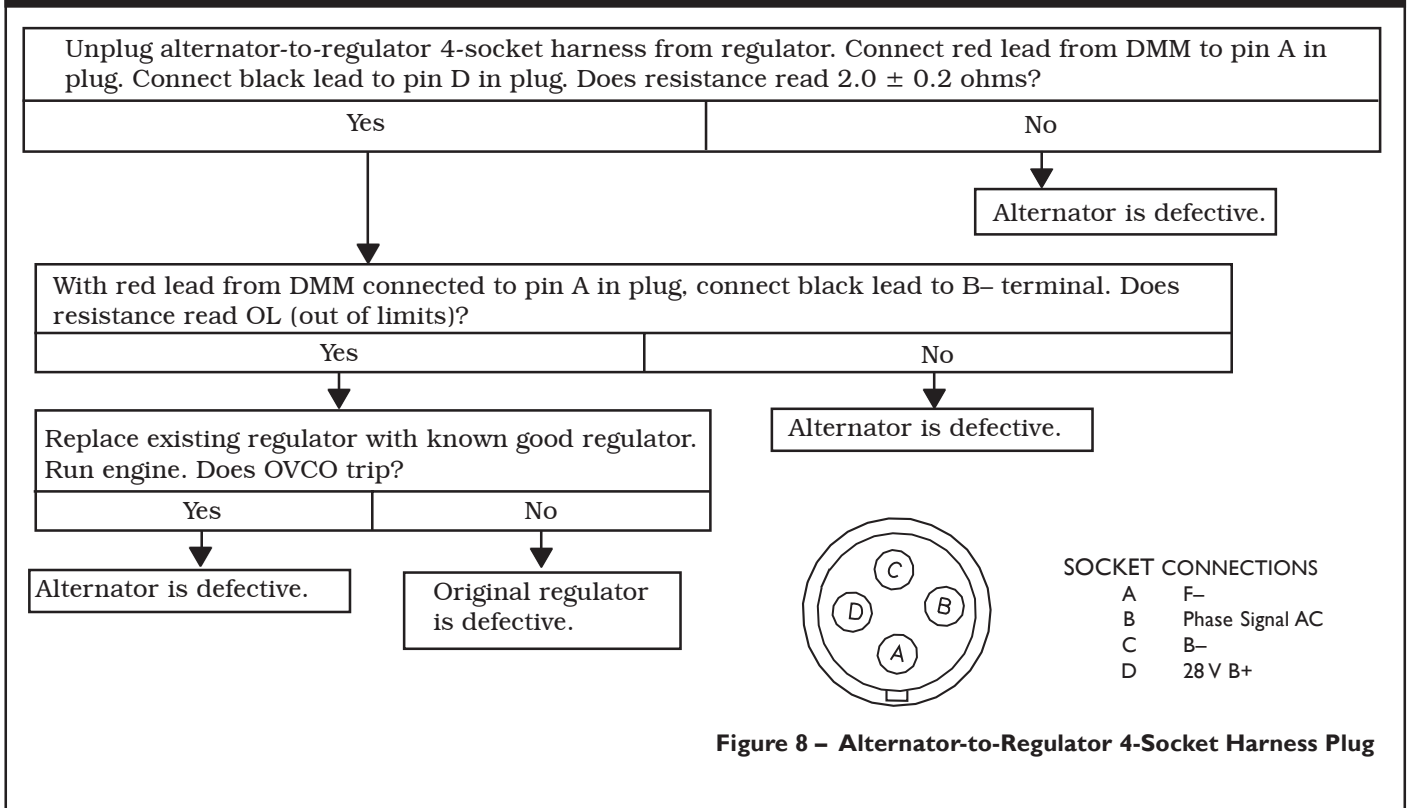 Unplug alternator-to-regulator 4-socket harness from regulator. Connect red lead from DMM to pin A in
plug. Connect black lead to pin D in plug. Does resistance read 2.0 ± 0.2 ohms?
Yes
No
Alternator is defective.
With red lead from DMM connected to pin A in plug, connect black lead to B– terminal. Does
resistance read OL (out of limits)?
Yes
No
Alternator is defective.
Replace existing regulator with known good regulator.
Run engine. Does OVCO trip?
Yes
No
Alternator is defective.
Original regulator
is defective.
C
D
B
A
SOCKET CONNECTIONS
A F–
B Phase Signal AC
C B–
D 28 V B+
Figure 8 – Alternator-to-Regulator 4-Socket Harness Plug